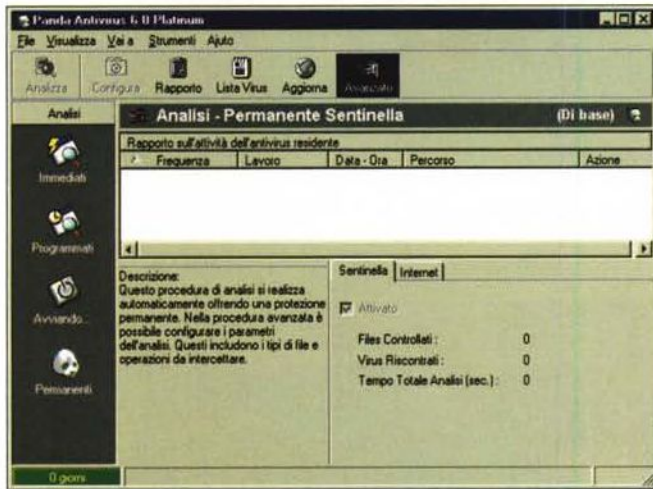 Panda Antivirus 6.0 Platinum
File Visualizza Vai a Strumenti Ajuto
Analizza Configura Rapporto Lista Virus Aggiorna Avanzato
Analisi
Analisi - Permanente Sentinella (Di base)
Rapporto sull'attività dell'antivirus residente
Frequenza Lavoro Data - Ora Percorso Azione
Immediati
Programmati
Avviando...
Permanenti
Descrizione:
Questo procedura di analisi si realizza
automaticamente offrendo una protezione
permanente. Nella procedura avanzata è
possibile configurare i parametri
dell'analisi. Questi includono i tipi di file e
operazioni da intercettare.
Sentinella Internet
Attivato
Files Controllati : 0
Virus Riscontrati : 0
Tempo Totale Analisi (sec.) : 0
0 giorni